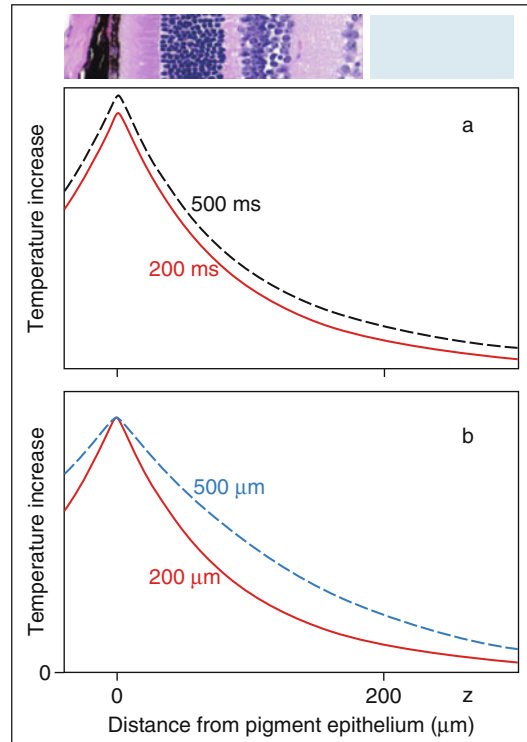 a
500 ms
200 ms
Temperature increase
b
500 μm
200 μm
Temperature increase
0
0
200
z
Distance from pigment epithelium (μm)